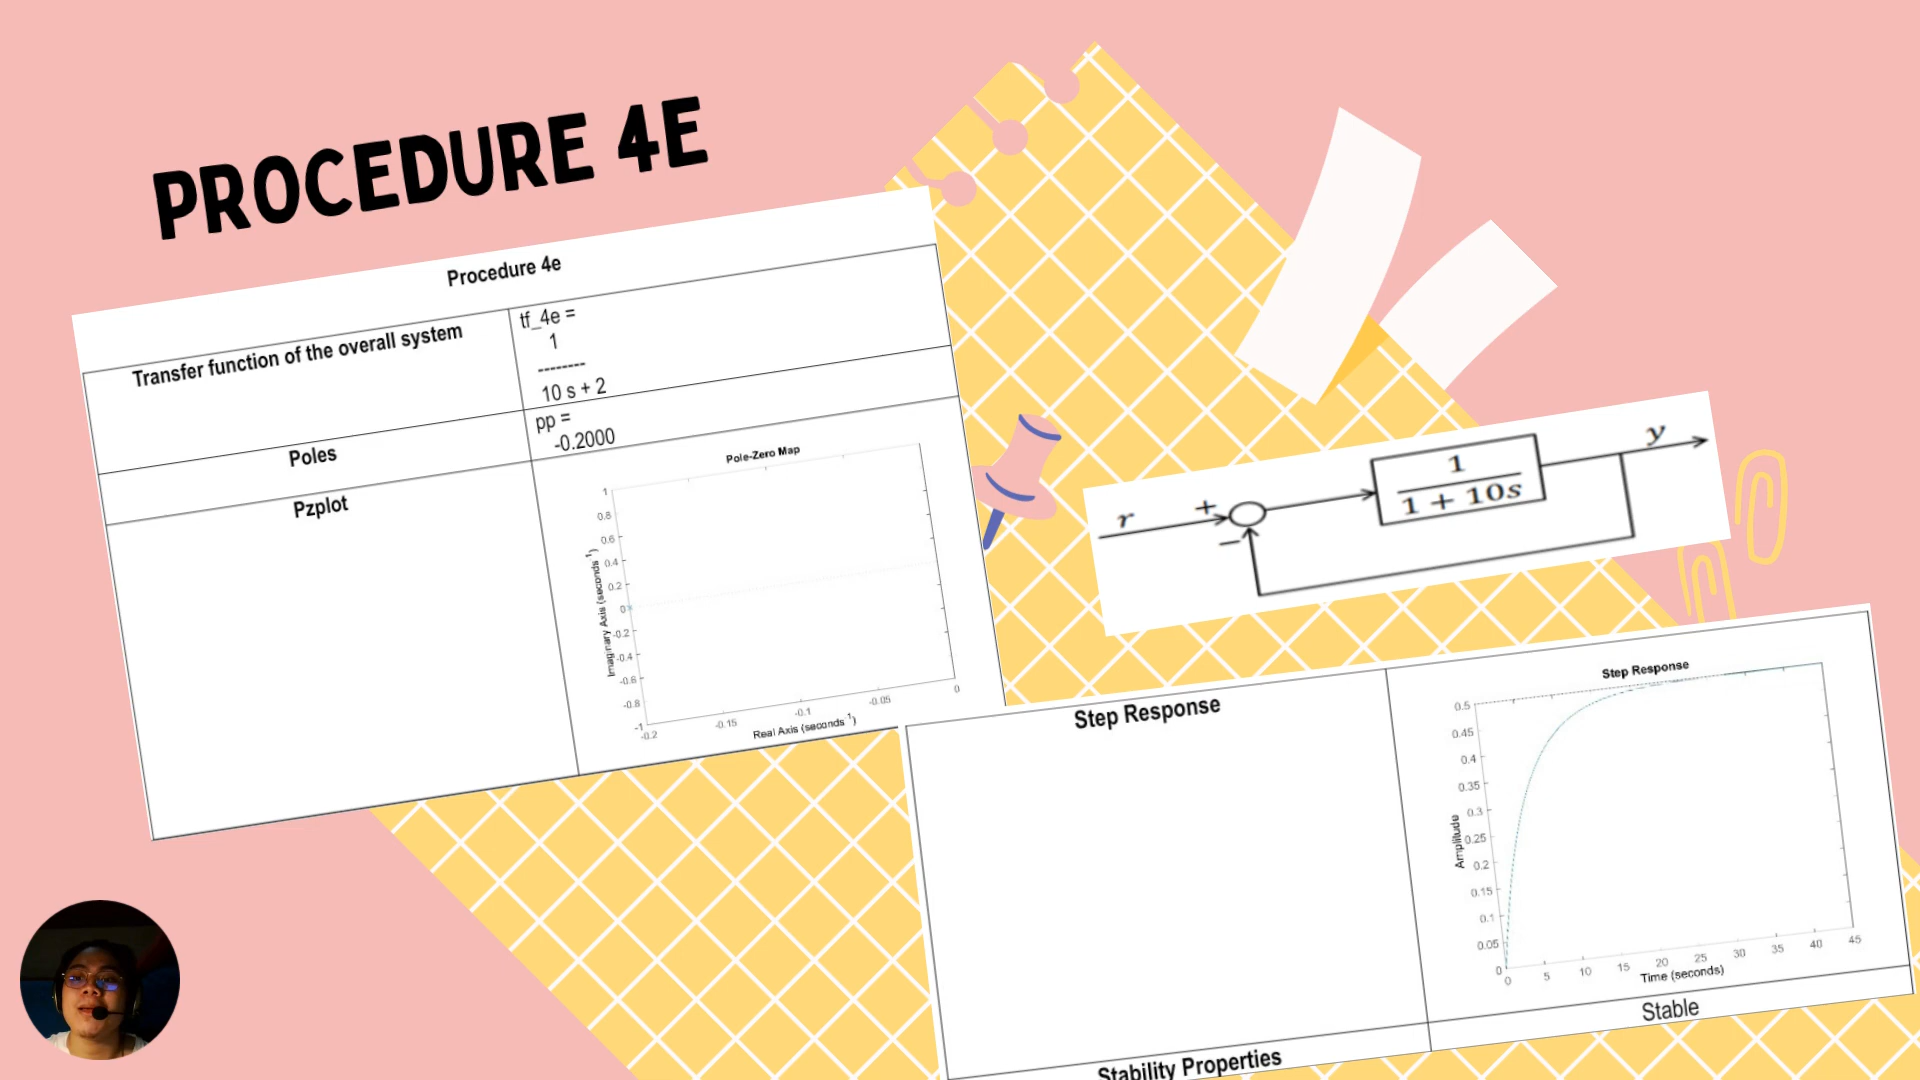 PROCEDURE 4E
Procedure 4e
Transfer function of the overall system
tf_4e =
1
--------
10 s + 2
Poles
pp =
-0.2000
Pzplot
Pole-Zero Map
1
0.8
0.6
0.4
0.2
0
-0.2
-0.4
-0.6
-0.8
-1
Imaginary Axis (seconds⁻¹)
-0.2
-0.15
-0.1
-0.05
0
Real Axis (seconds⁻¹)
r
+
−
1
1 + 10s
y
Step Response
Step Response
0.5
0.45
0.4
0.35
0.3
0.25
0.2
0.15
0.1
0.05
0
Amplitude
0
5
10
15
20
25
30
35
40
45
Time (seconds)
Stability Properties
Stable